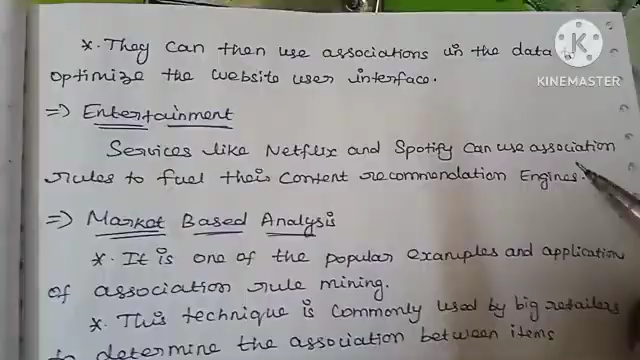 *. They can then use associations in the data to
optimize the website user interface.
=> Entertainment
Services like Netflix and Spotify can use association
rules to fuel their content recommendation Engines.
=> Market Based Analysis
*. It is one of the popular examples and application
of association rule mining.
*. This technique is commonly used by big retailers
to determine the association between items
KINEMASTER